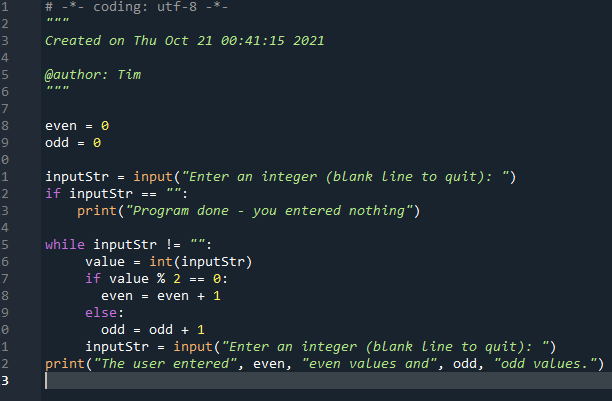 1 # -*- coding: utf-8 -*-
2 """
3 Created on Thu Oct 21 00:41:15 2021
4
5 @author: Tim
6 """
7
8 even = 0
9 odd = 0
0
1 inputStr = input("Enter an integer (blank line to quit): ")
2 if inputStr == "":
3     print("Program done - you entered nothing")
4
5 while inputStr != "":
6      value = int(inputStr)
7      if value % 2 == 0:
8        even = even + 1
9      else:
0        odd = odd + 1
1      inputStr = input("Enter an integer (blank line to quit): ")
2 print("The user entered", even, "even values and", odd, "odd values.")
3